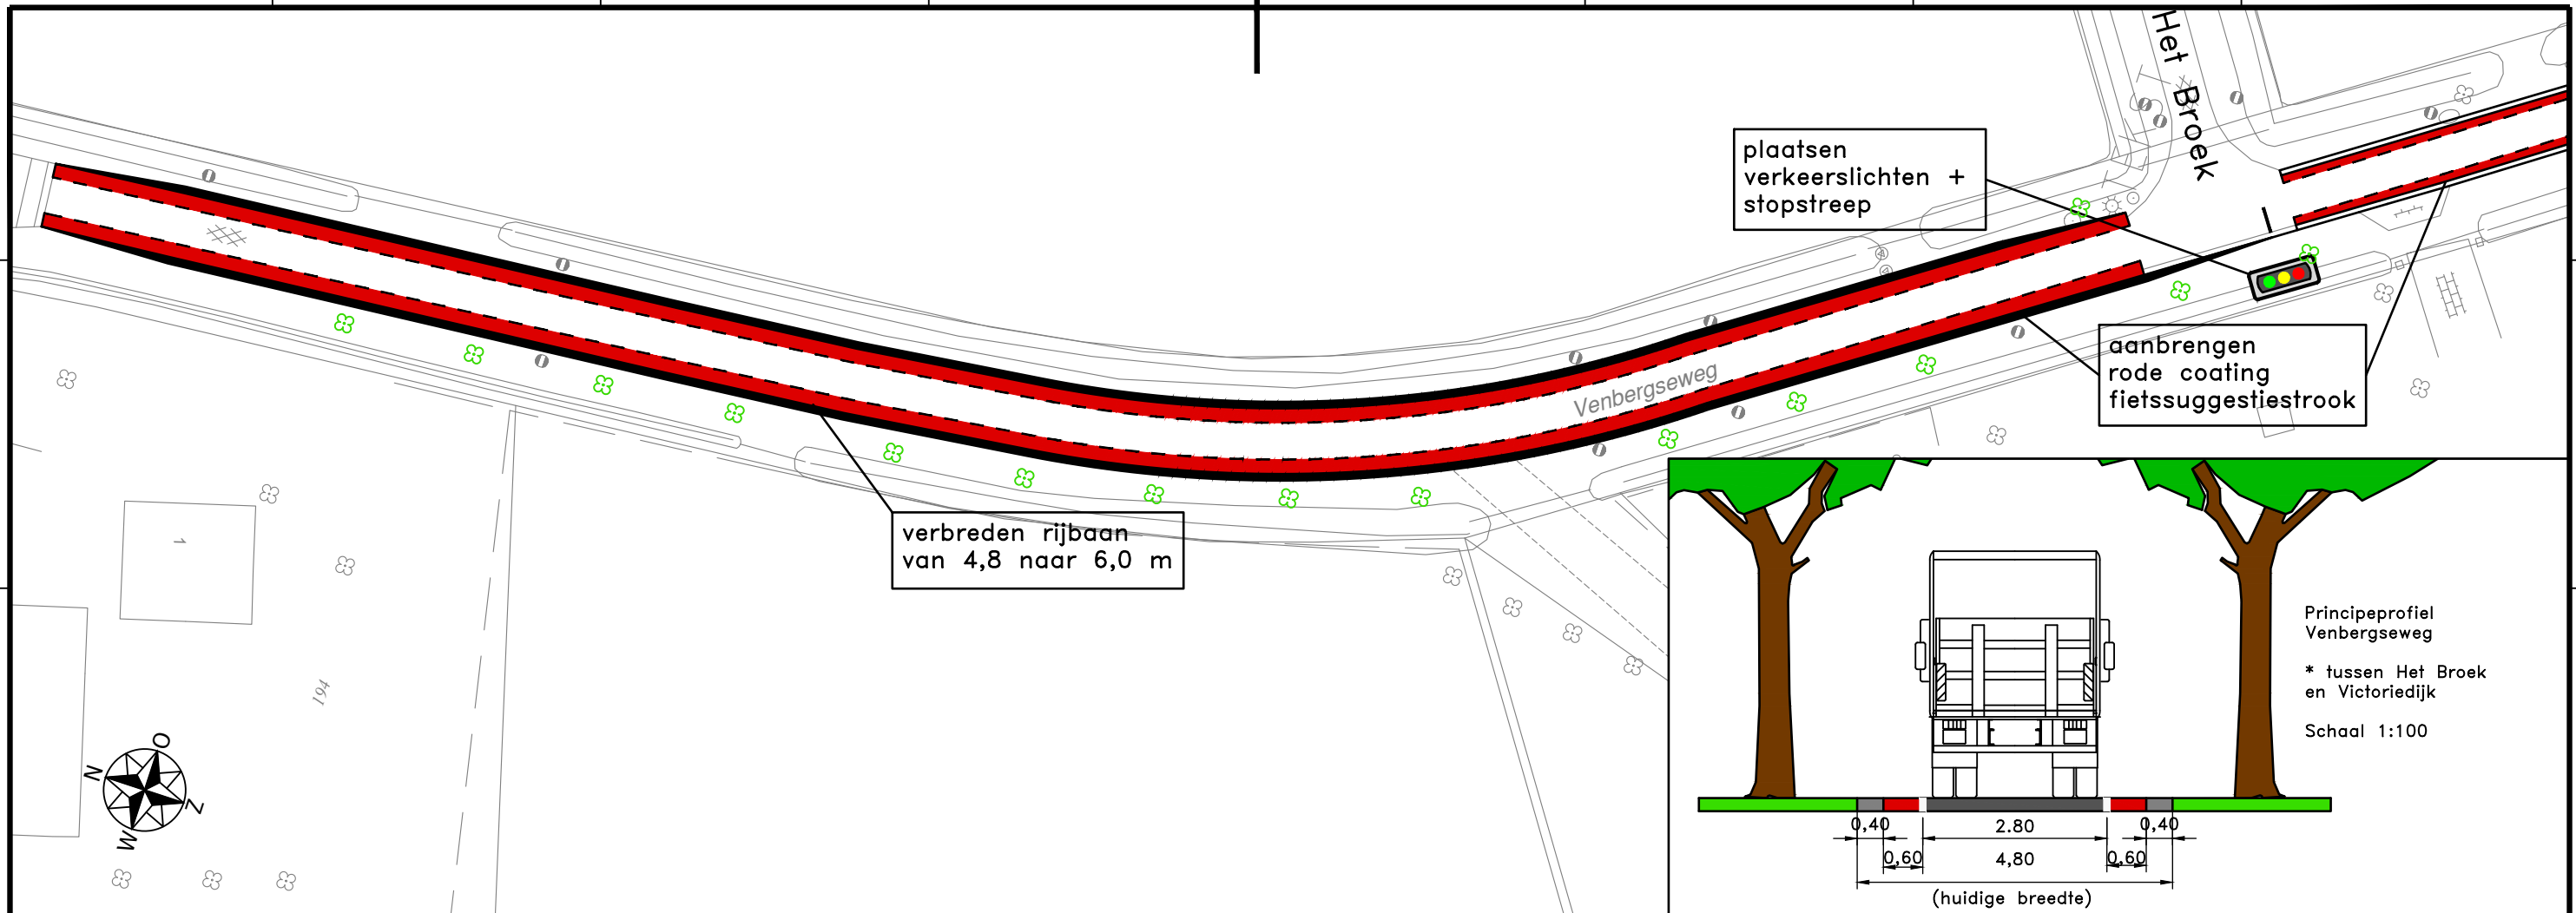 Het Broek
plaatsen
verkeerslichten +
stopstreep
Venbergseweg
aanbrengen
rode coating
fietssuggestiestrook
verbreden rijbaan
van 4,8 naar 6,0 m
1
194
N
O
Z
W
Principeprofiel
Venbergseweg
* tussen Het Broek
en Victoriedijk
Schaal 1:100
0,40
2.80
0,40
0,60
4,80
0,60
(huidige breedte)